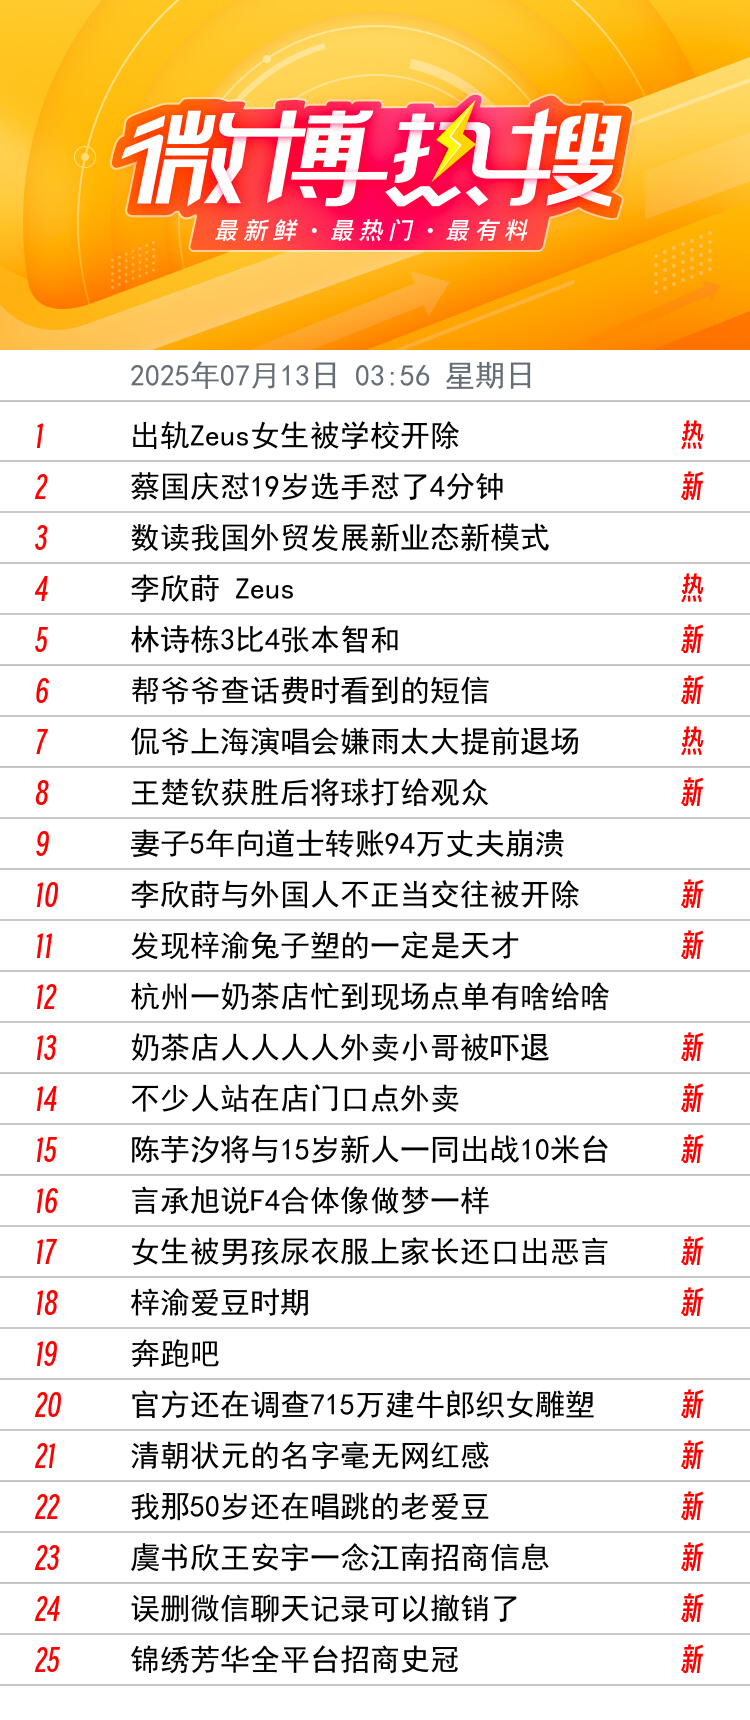 微博热搜
最新鲜·最热门·最有料
2025年07月13日 03:56 星期日
1 出轨Zeus女生被学校开除 热
2 蔡国庆怼19岁选手怼了4分钟 新
3 数读我国外贸发展新业态新模式
4 李欣莳 Zeus 热
5 林诗栋3比4张本智和 新
6 帮爷爷查话费时看到的短信 新
7 侃爷上海演唱会嫌雨太大提前退场 热
8 王楚钦获胜后将球打给观众 新
9 妻子5年向道士转账94万丈夫崩溃
10 李欣莳与外国人不正当交往被开除 新
11 发现梓渝兔子塑的一定是天才 新
12 杭州一奶茶店忙到现场点单有啥给啥
13 奶茶店人人人人外卖小哥被吓退 新
14 不少人站在店门口点外卖 新
15 陈芋汐将与15岁新人一同出战10米台 新
16 言承旭说F4合体像做梦一样
17 女生被男孩尿衣服上家长还口出恶言 新
18 梓渝爱豆时期 新
19 奔跑吧
20 官方还在调查715万建牛郎织女雕塑 新
21 清朝状元的名字毫无网红感 新
22 我那50岁还在唱跳的老爱豆 新
23 虞书欣王安宇一念江南招商信息 新
24 误删微信聊天记录可以撤销了 新
25 锦绣芳华全平台招商史冠 新